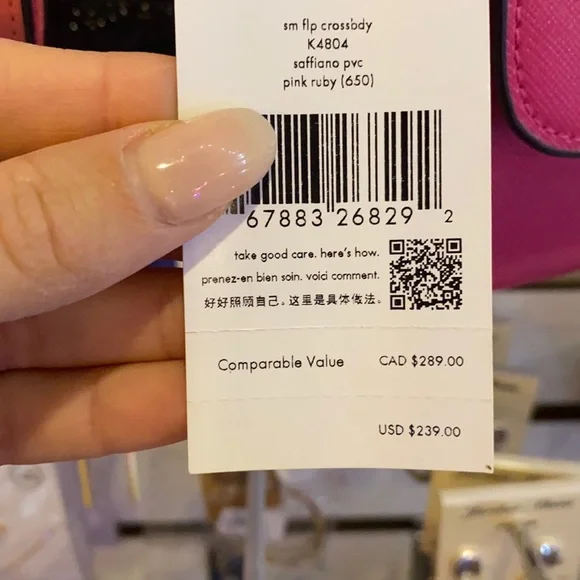 sm flp crossbdy
K4804
saffiano pvc
pink ruby (650)
67883 26829 2
take good care. here's how.
prenez-en bien soin. voici comment.
好好照顾自己。这里是具体做法。
Comparable Value CAD $289.00
USD $239.00